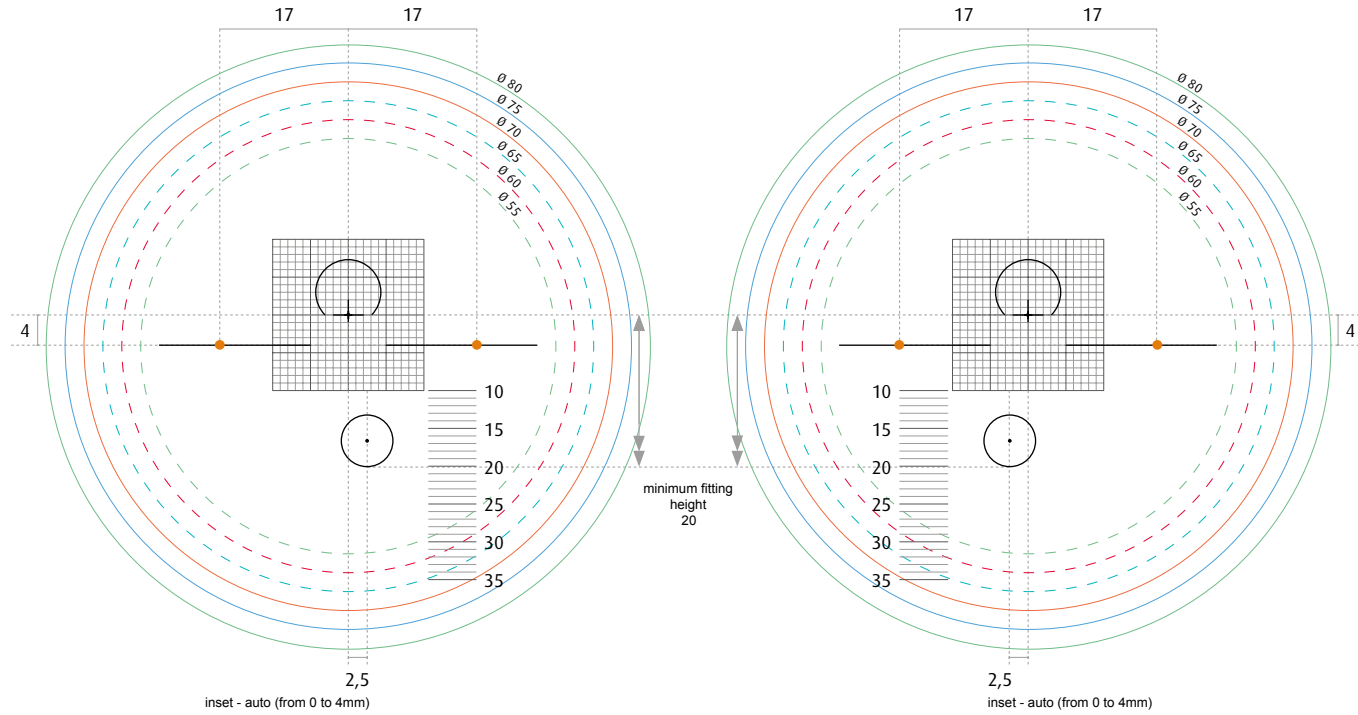 17 17
17 17
Ø 80
Ø 75
Ø 70
Ø 65
Ø 60
Ø 55
Ø 80
Ø 75
Ø 70
Ø 65
Ø 60
Ø 55
4
4
10
15
20
25
30
35
10
15
20
25
30
35
minimum fitting
height
20
2,5
inset - auto (from 0 to 4mm)
2,5
inset - auto (from 0 to 4mm)